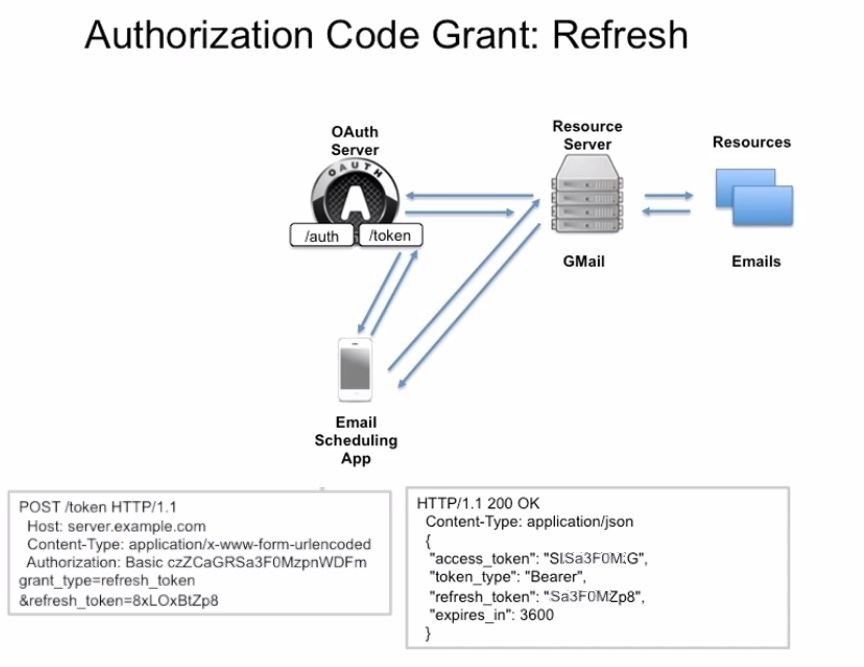 Authorization Code Grant: Refresh
OAuth
Server
OAUTH
A
/auth
/token
Resource
Server
GMail
Resources
Emails
Email
Scheduling
App
POST /token HTTP/1.1
Host: server.example.com
Content-Type: application/x-www-form-urlencoded
Authorization: Basic czZCaGRSa3F0MzpnWDFm
grant_type=refresh_token
&refresh_token=8xLOxBtZp8
HTTP/1.1 200 OK
Content-Type: application/json
{
"access_token":
"token_type": "Bearer",
"refresh_token": "Sa3F0MZp8",
"expires_in": 3600
}